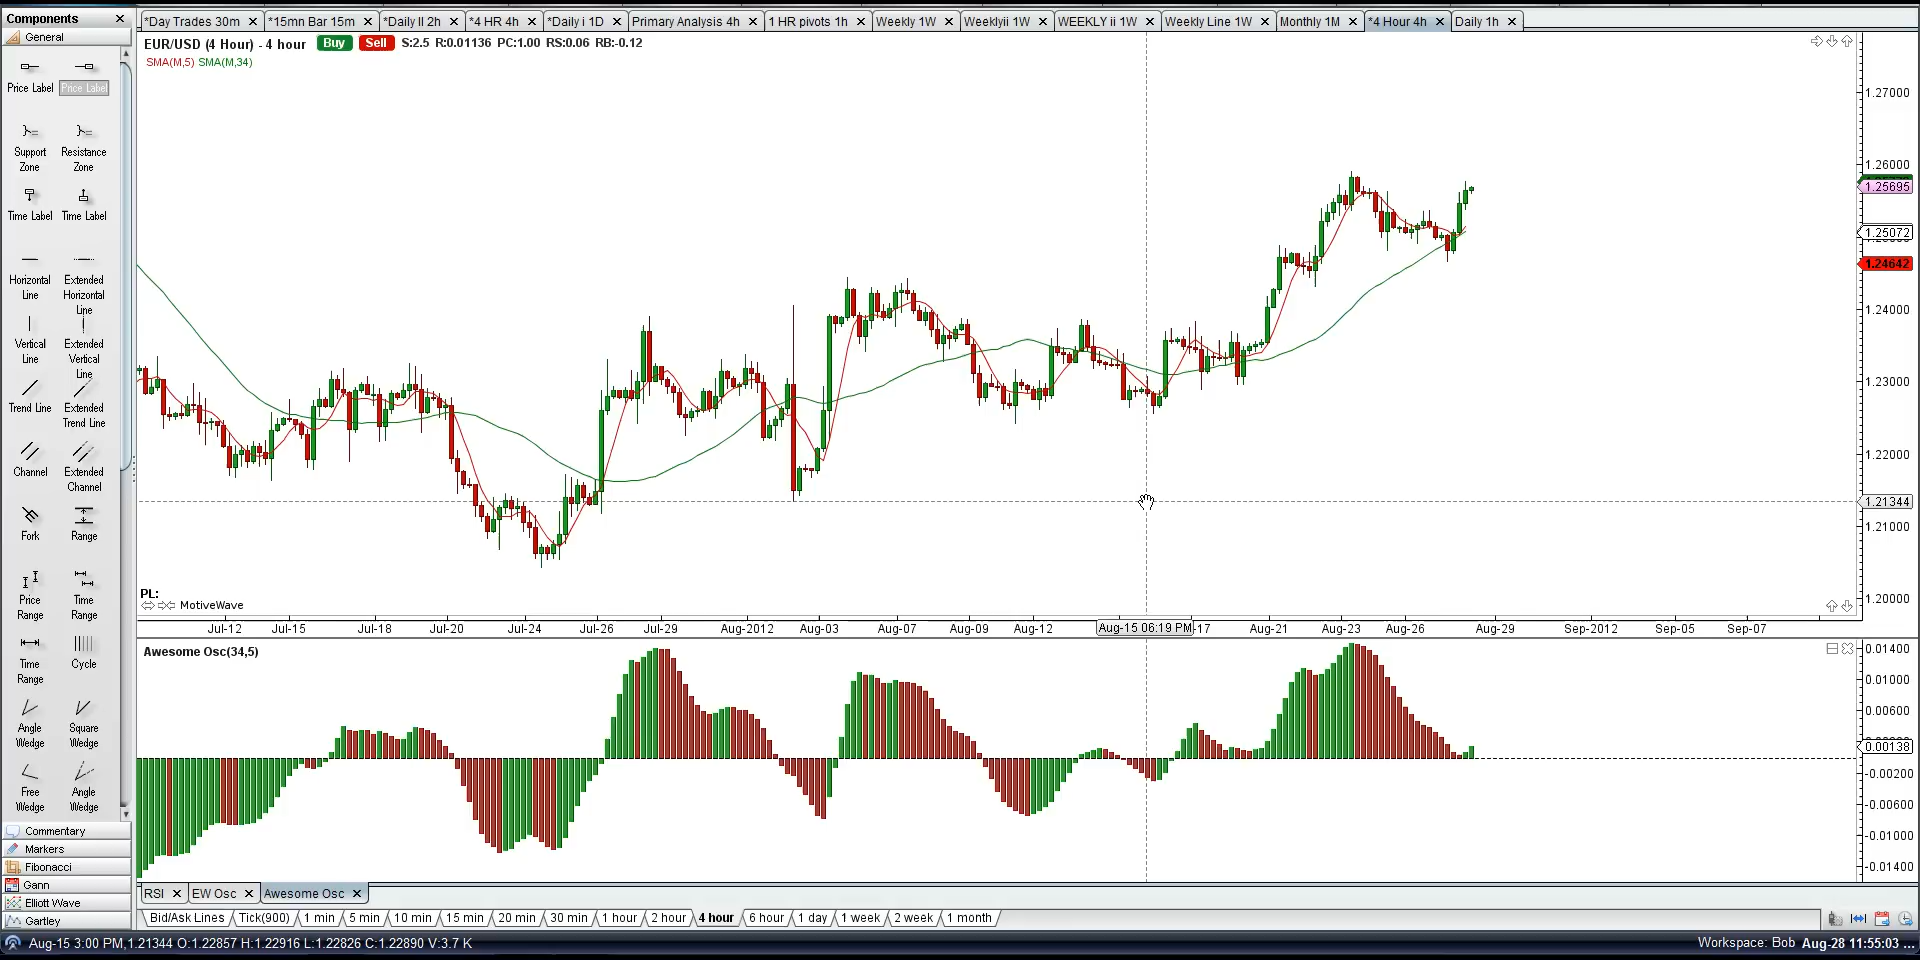 Components
General
Price Label Price Label
Support Zone Resistance Zone
Time Label Time Label
Horizontal Line Extended Horizontal Line
Vertical Line Extended Vertical Line
Trend Line Extended Trend Line
Channel Extended Channel
Fork Range
Price Range Time Range
Time Range Cycle
Angle Wedge Square Wedge
Free Wedge Angle Wedge
Commentary
Markers
Fibonacci
Gann
Elliott Wave
Gartley
*Day Trades 30m *15mn Bar 15m *Daily II 2h *4 HR 4h *Daily i 1D Primary Analysis 4h 1 HR pivots 1h Weekly 1W Weeklyii 1W WEEKLY ii 1W Weekly Line 1W Monthly 1M *4 Hour 4h Daily 1h
EUR/USD (4 Hour) - 4 hour Buy Sell S:2.5 R:0.01136 PC:1.00 RS:0.06 RB:-0.12
SMA(M,5) SMA(M,34)
1.27000
1.26000
1.25695
1.25072
1.24642
1.24000
1.23000
1.22000
1.21344
1.21000
1.20000
PL:
MotiveWave
Jul-12 Jul-15 Jul-18 Jul-20 Jul-24 Jul-26 Jul-29 Aug-2012 Aug-03 Aug-07 Aug-09 Aug-12 Aug-15 06:19 PM -17 Aug-21 Aug-23 Aug-26 Aug-29 Sep-2012 Sep-05 Sep-07
Awesome Osc(34,5)
0.01400
0.01000
0.00600
0.00138
-0.00200
-0.00600
-0.01000
-0.01400
RSI EW Osc Awesome Osc
Bid/Ask Lines Tick(900) 1 min 5 min 10 min 15 min 20 min 30 min 1 hour 2 hour 4 hour 6 hour 1 day 1 week 2 week 1 month
Aug-15 3:00 PM,1.21344 O:1.22857 H:1.22916 L:1.22826 C:1.22890 V:3.7 K
Workspace: Bob Aug-28 11:55:03 ...